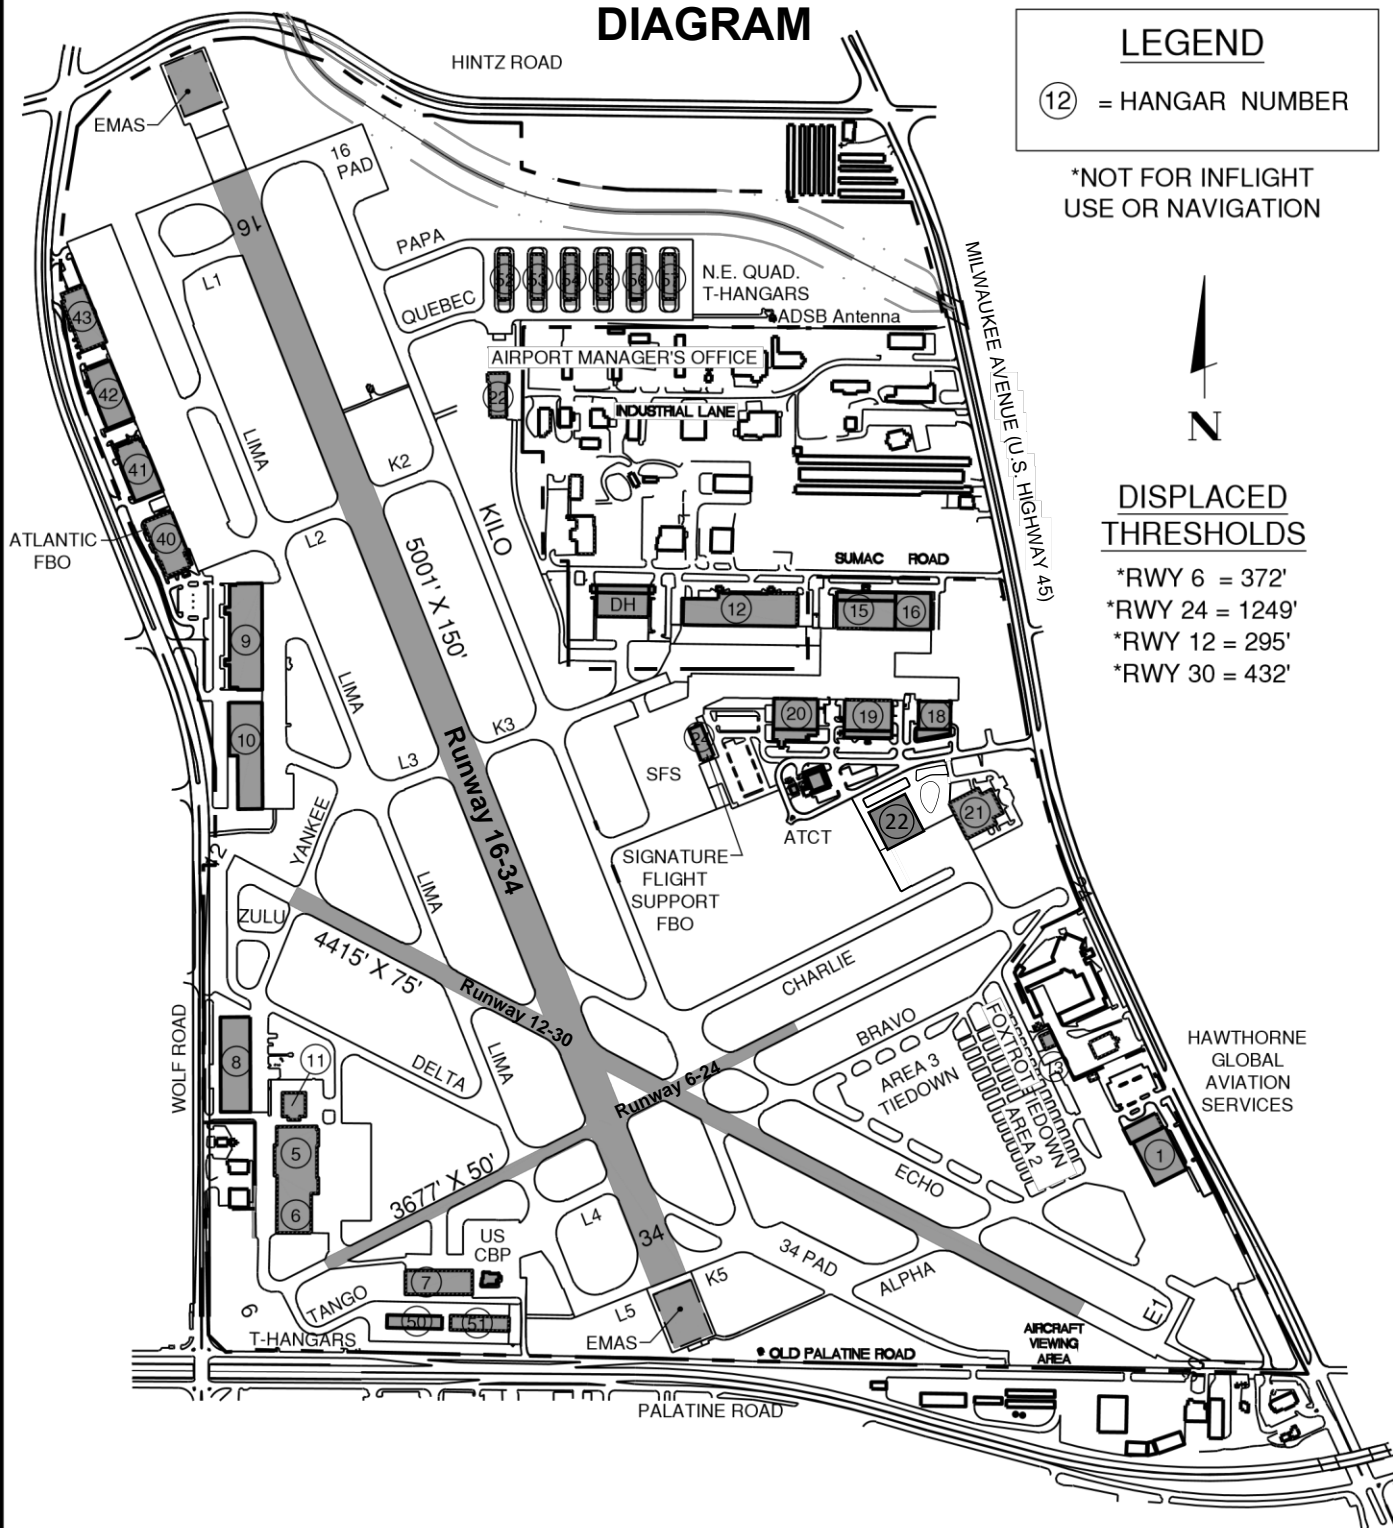 DIAGRAM
LEGEND
12 = HANGAR NUMBER
*NOT FOR INFLIGHT
USE OR NAVIGATION
N
DISPLACED
THRESHOLDS
*RWY 6 = 372'
*RWY 24 = 1249'
*RWY 12 = 295'
*RWY 30 = 432'
HINTZ ROAD
EMAS
16
PAD
16
L1
PAPA
QUEBEC
52 53 54 55 56 57
N.E. QUAD.
T-HANGARS
ADSB Antenna
MILWAUKEE AVENUE (U.S. HIGHWAY 45)
AIRPORT MANAGER'S OFFICE
22
INDUSTRIAL LANE
43
42
41
40
ATLANTIC
FBO
LIMA
K2
KILO
L2
5001' X 150'
SUMAC ROAD
DH
12
15
16
9
10
LIMA
L3
K3
Runway 16-34
20
19
18
24
SFS
ATCT
22
21
SIGNATURE
FLIGHT
SUPPORT
FBO
YANKEE
12
LIMA
ZULU
24
4415' X 75'
Runway 12-30
CHARLIE
BRAVO
WOLF ROAD
8
11
DELTA
LIMA
Runway 6-24
AREA 3
TIEDOWN
FOXTROT TIEDOWN
AREA 2
13
HAWTHORNE
GLOBAL
AVIATION
SERVICES
1
5
6
3677' X 50'
ECHO
US
CBP
L4
34
34 PAD
ALPHA
K5
7
TANGO
6
50
51
T-HANGARS
L5
EMAS
E1
AIRCRAFT
VIEWING
AREA
OLD PALATINE ROAD
PALATINE ROAD